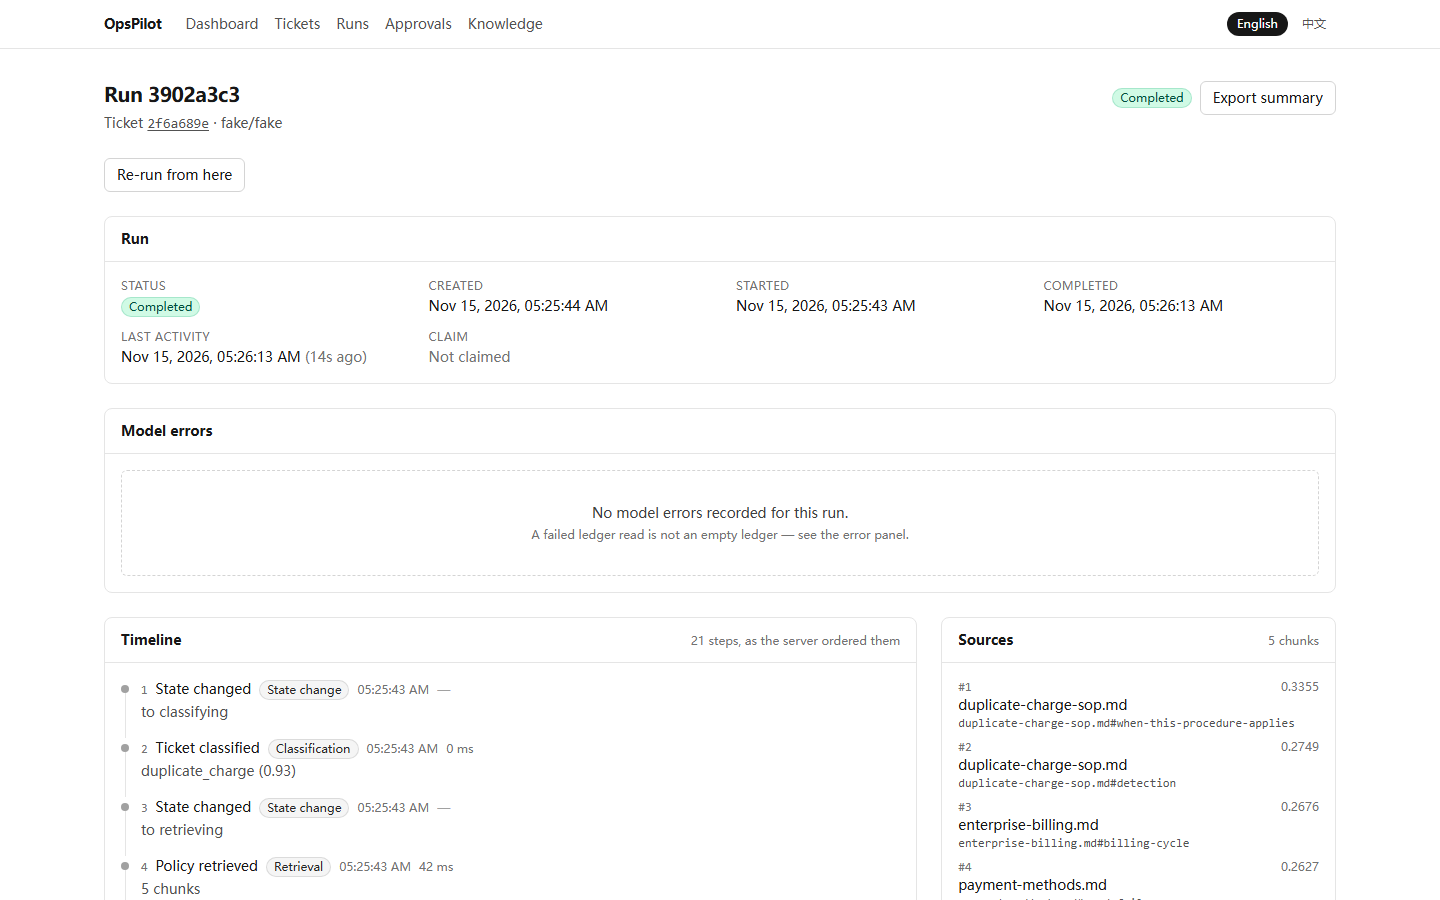 OpsPilot Dashboard Tickets Runs Approvals Knowledge English 中文
Run 3902a3c3
Completed Export summary
Ticket 2f6a689e · fake/fake
Re-run from here
Run
STATUS CREATED STARTED COMPLETED
Completed Nov 15, 2026, 05:25:44 AM Nov 15, 2026, 05:25:43 AM Nov 15, 2026, 05:26:13 AM
LAST ACTIVITY CLAIM
Nov 15, 2026, 05:26:13 AM (14s ago) Not claimed
Model errors
No model errors recorded for this run.
A failed ledger read is not an empty ledger — see the error panel.
Timeline 21 steps, as the server ordered them
1 State changed State change 05:25:43 AM —
to classifying
2 Ticket classified Classification 05:25:43 AM 0 ms
duplicate_charge (0.93)
3 State changed State change 05:25:43 AM —
to retrieving
4 Policy retrieved Retrieval 05:25:43 AM 42 ms
5 chunks
Sources 5 chunks
#1 0.3355
duplicate-charge-sop.md
duplicate-charge-sop.md#when-this-procedure-applies
#2 0.2749
duplicate-charge-sop.md
duplicate-charge-sop.md#detection
#3 0.2676
enterprise-billing.md
enterprise-billing.md#billing-cycle
#4 0.2627
payment-methods.md